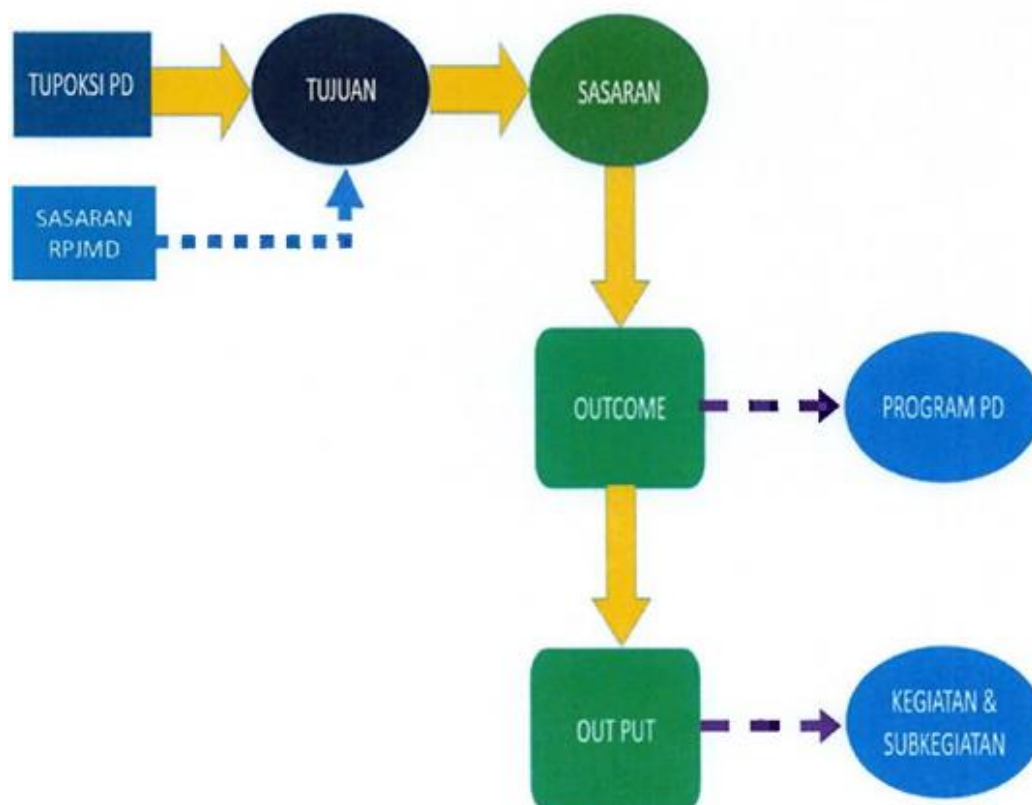 TUPOKSI PD
TUJUAN
SASARAN
SASARAN
RPJMD
OUTCOME
PROGRAM PD
OUT PUT
KEGIATAN &
SUBKEGIATAN